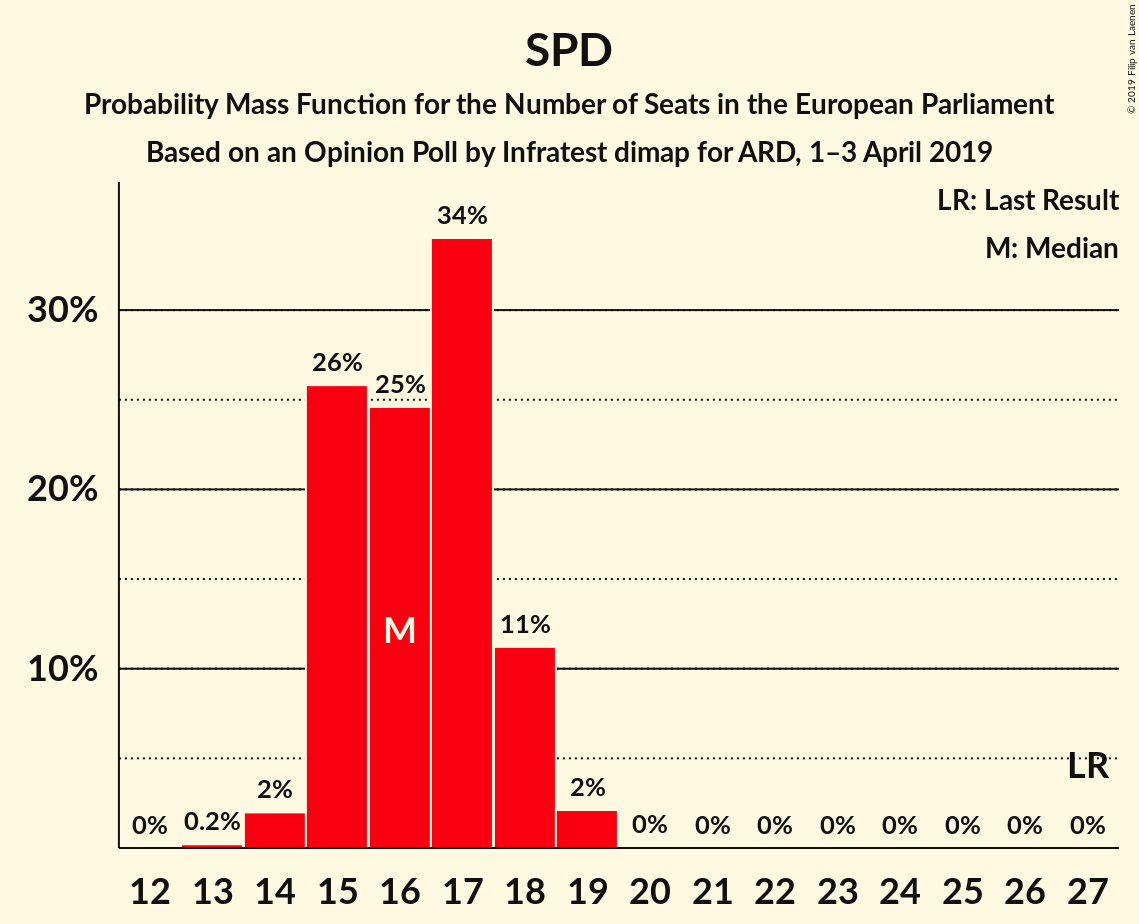 SPD
Probability Mass Function for the Number of Seats in the European Parliament
Based on an Opinion Poll by Infratest dimap for ARD, 1–3 April 2019
© 2019 Filip van Laenen
LR: Last Result
M: Median
34%
30%
26%
25%
20%
M
11%
10%
LR
2%
2%
0%
0.2%
0%
0%
0%
0%
0%
0%
0%
0%
12 13 14 15 16 17 18 19 20 21 22 23 24 25 26 27